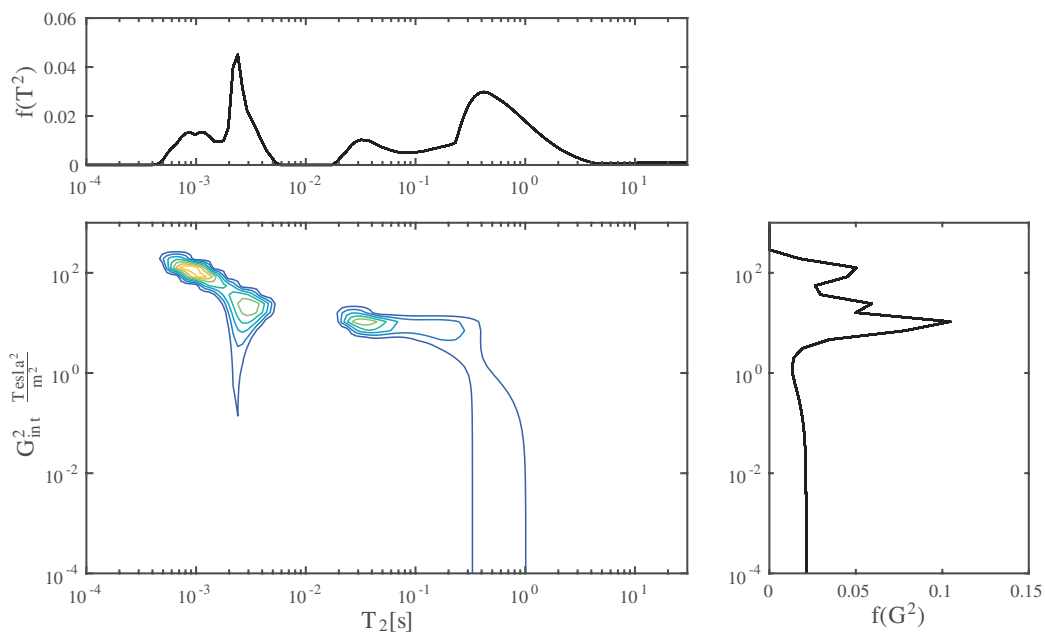 0.06
0.04
0.02
0
f(T²)
10⁻⁴ 10⁻³ 10⁻² 10⁻¹ 10⁰ 10¹
10² 10⁰ 10⁻² 10⁻⁴
G²int Tesla²/m²
10⁻⁴ 10⁻³ 10⁻² 10⁻¹ 10⁰ 10¹
T₂[s]
10² 10⁰ 10⁻² 10⁻⁴
0 0.05 0.1 0.15
f(G²)